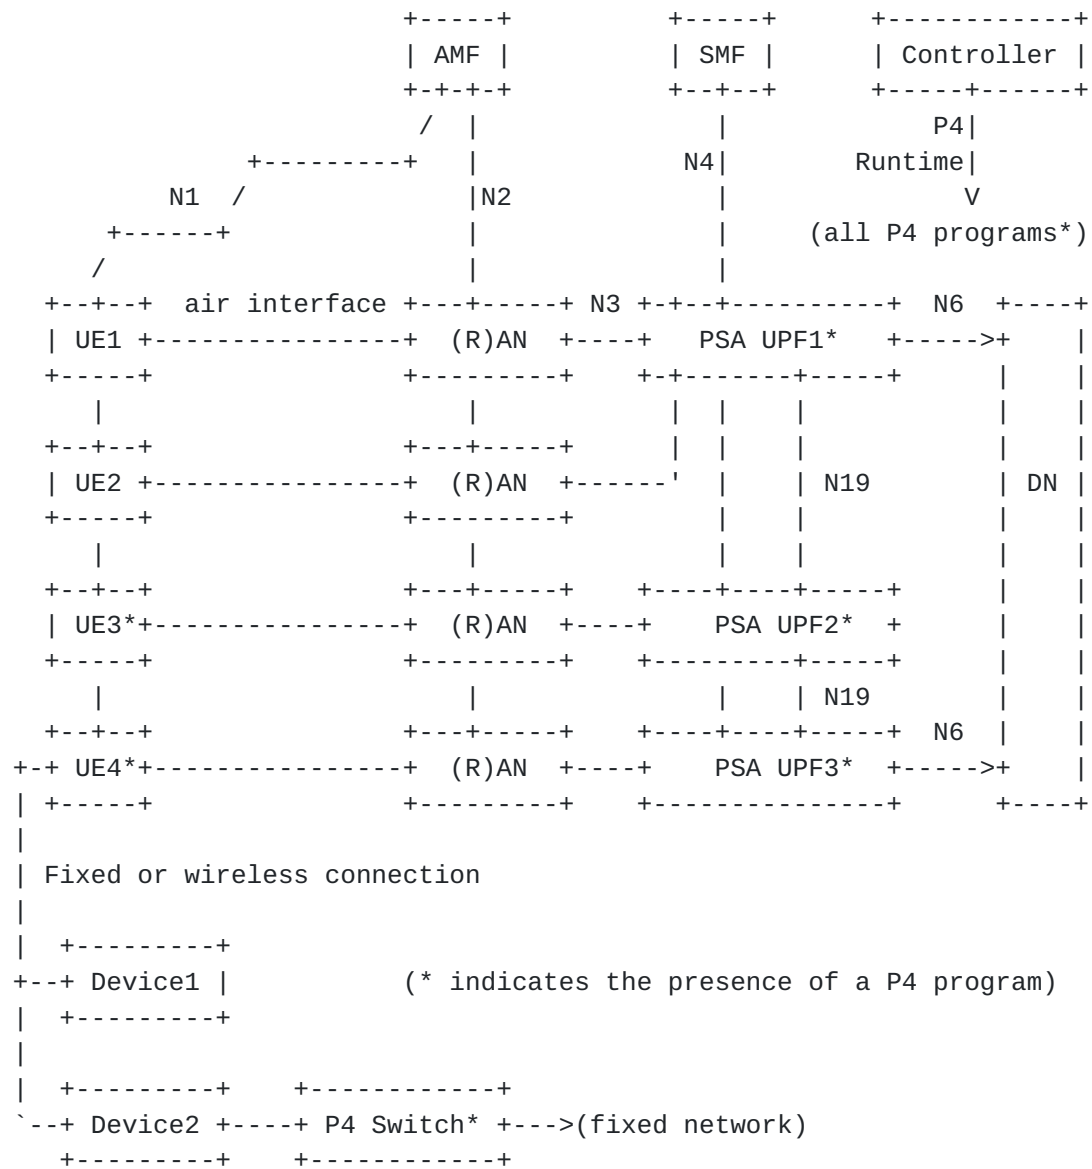 AMF SMF Controller
P4
N4 Runtime
N1 N2
(all P4 programs*)
air interface N3 N6
UE1 (R)AN PSA UPF1*
UE2 (R)AN N19 DN
UE3* (R)AN PSA UPF2*
N19
N6
UE4* (R)AN PSA UPF3*
Fixed or wireless connection
Device1 (* indicates the presence of a P4 program)
Device2 P4 Switch* (fixed network)